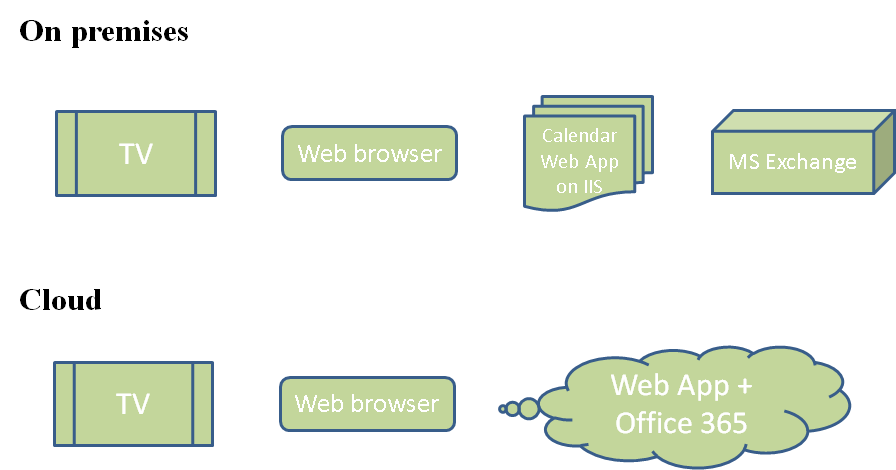 On premises
TV
Web browser
Calendar
Web App
on IIS
MS Exchange
Cloud
TV
Web browser
Web App +
Office 365